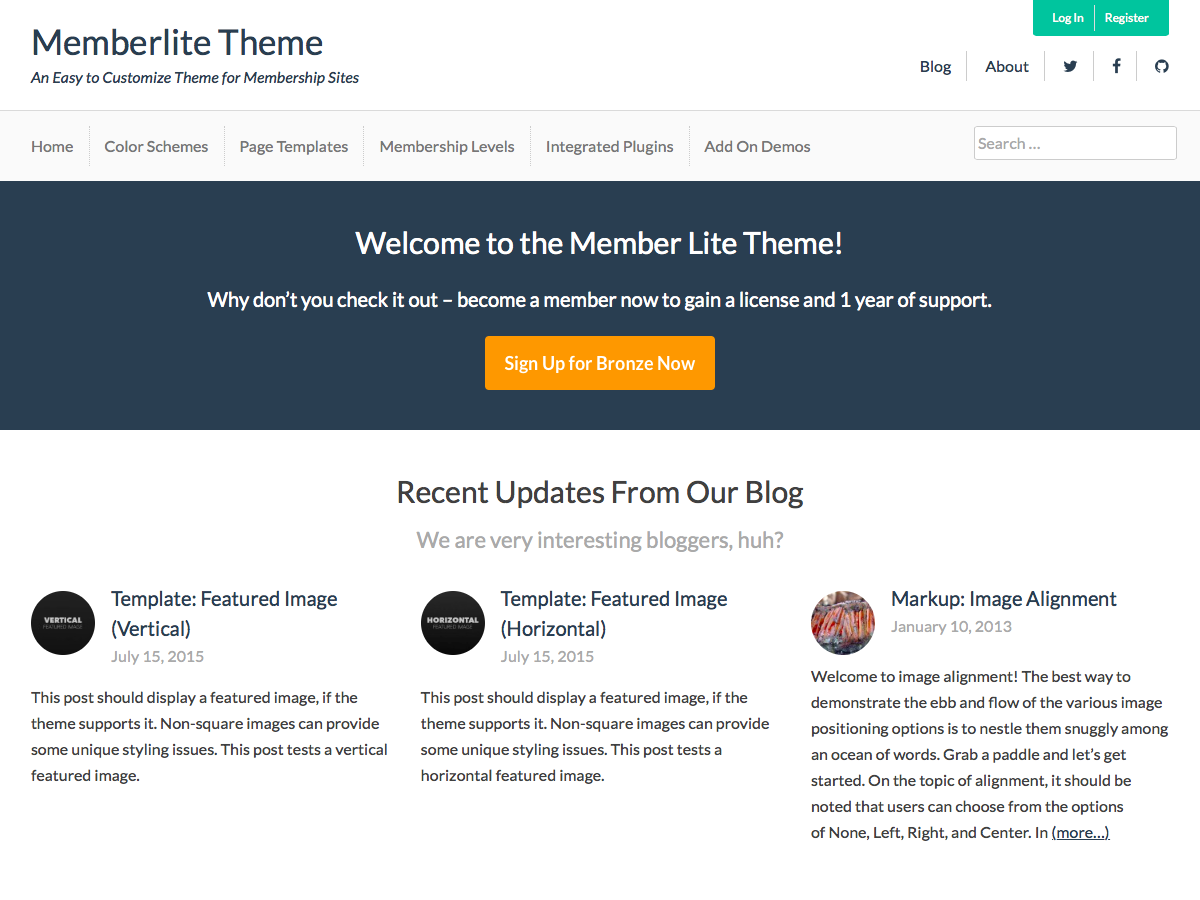 Log In Register
Memberlite Theme
An Easy to Customize Theme for Membership Sites
Blog About
Home Color Schemes Page Templates Membership Levels Integrated Plugins Add On Demos Search ...
Welcome to the Member Lite Theme!
Why don’t you check it out – become a member now to gain a license and 1 year of support.
Sign Up for Bronze Now
Recent Updates From Our Blog
We are very interesting bloggers, huh?
VERTICAL
FEATURED IMAGE
Template: Featured Image
(Vertical)
July 15, 2015
This post should display a featured image, if the
theme supports it. Non-square images can provide
some unique styling issues. This post tests a vertical
featured image.
HORIZONTAL
FEATURED IMAGE
Template: Featured Image
(Horizontal)
July 15, 2015
This post should display a featured image, if the
theme supports it. Non-square images can provide
some unique styling issues. This post tests a
horizontal featured image.
Markup: Image Alignment
January 10, 2013
Welcome to image alignment! The best way to
demonstrate the ebb and flow of the various image
positioning options is to nestle them snuggly among
an ocean of words. Grab a paddle and let’s get
started. On the topic of alignment, it should be
noted that users can choose from the options
of None, Left, Right, and Center. In (more…)